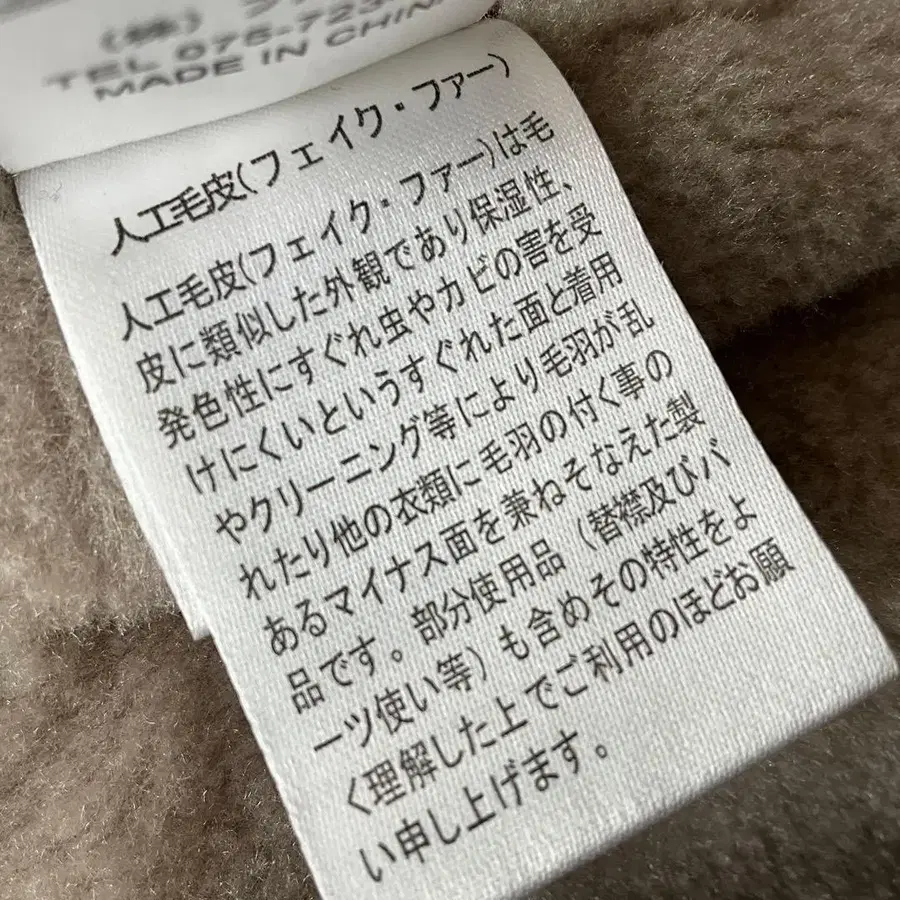 (株)
TEL 075-723
MADE IN CHINA
人工毛皮(フェイク・ファー)
人工毛皮(フェイク・ファー)は毛
皮に類似した外観であり保湿性、
発色性にすぐれ虫やカビの害を受
けにくいというすぐれた面と着用
やクリーニング等により毛羽が乱
れたり他の衣類に毛羽の付く事の
あるマイナス面を兼ねそなえた製
品です。部分使用品（替襟及びパ
ーツ使い等）も含めその特性をよ
く理解した上でご利用のほどお願
い申し上げます。